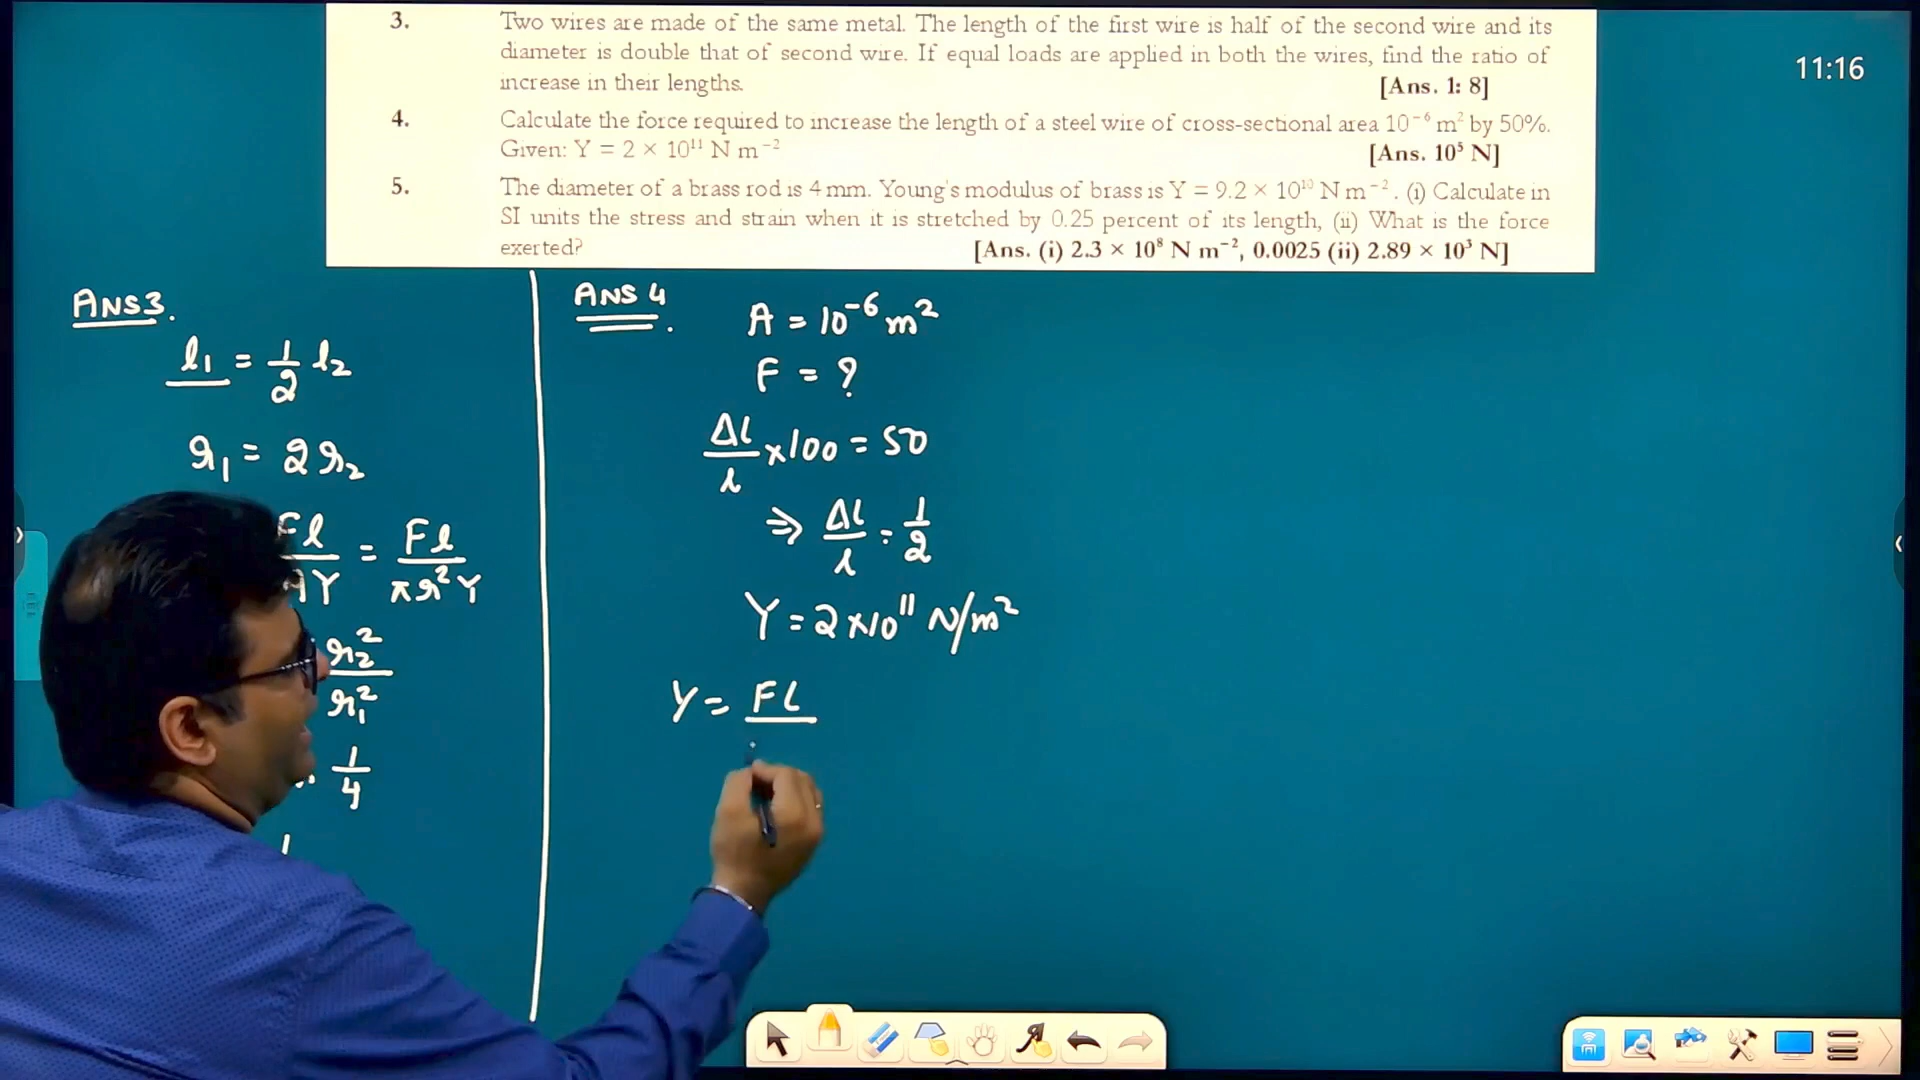 3. Two wires are made of the same metal. The length of the first wire is half of the second wire and its
diameter is double that of second wire. If equal loads are applied in both the wires, find the ratio of
increase in their lengths. [Ans. 1: 8]
4. Calculate the force required to increase the length of a steel wire of cross-sectional area 10⁻⁶ m² by 50%.
Given: Y = 2 × 10¹¹ N m⁻² [Ans. 10⁵ N]
5. The diameter of a brass rod is 4 mm. Young's modulus of brass is Y = 9.2 × 10¹⁰ N m⁻². (i) Calculate in
SI units the stress and strain when it is stretched by 0.25 percent of its length, (ii) What is the force
exerted? [Ans. (i) 2.3 × 10⁸ N m⁻², 0.0025 (ii) 2.89 × 10³ N]
11:16
ANS3.
l₁ = 1/2 l₂
r₁ = 2r₂
Fl/AY = Fl/πr²Y
r₂²/r₁²
1/4
ANS 4.
A = 10⁻⁶ m²
F = ?
Δl/l ×100 = 50
⇒ Δl/l = 1/2
Y = 2×10¹¹ N/m²
Y = FL